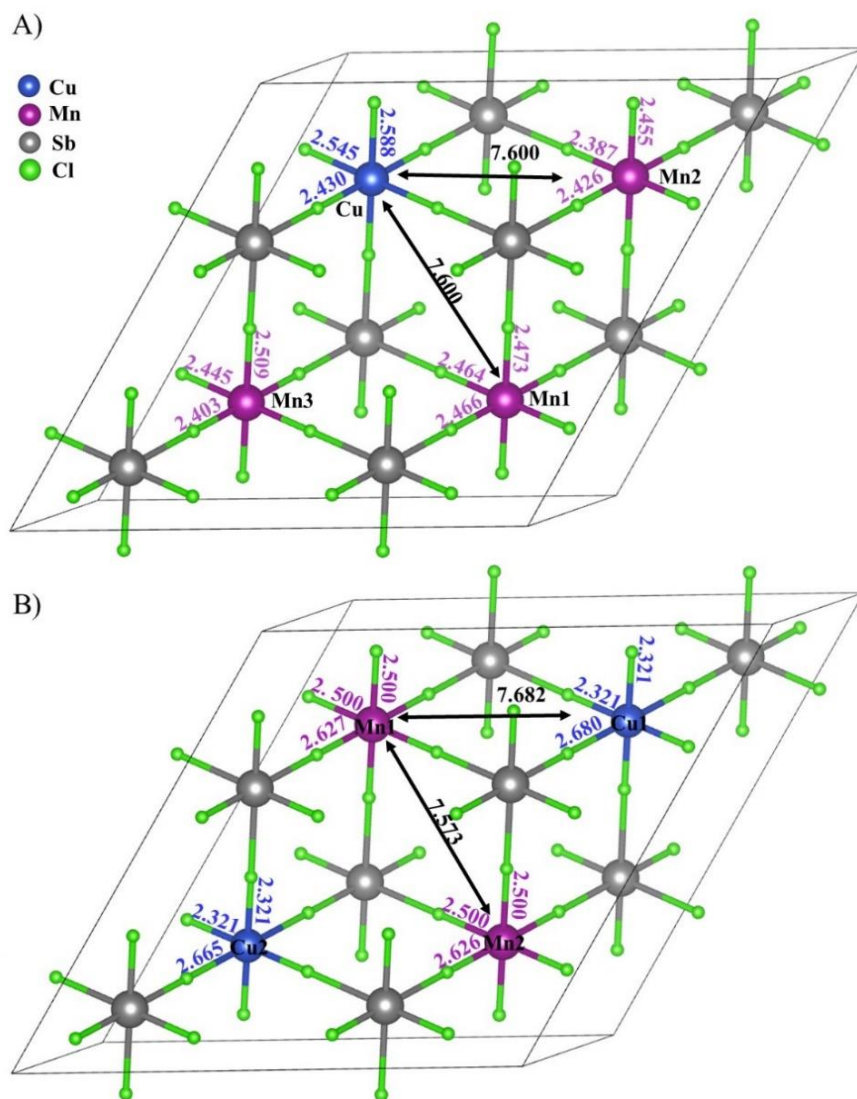 A)
Cu
Mn
Sb
Cl
2.588
2.545
2.430
Cu
7.600
2.455
2.387
2.426
Mn2
7.600
2.509
2.445
2.403
Mn3
2.473
2.464
2.466
Mn1
B)
2.500
2. 500
2.627
Mn1
7.682
2.321
2.321
2.680
Cu1
7.573
2.321
2.321
2.665
Cu2
2.500
2.500
2.626
Mn2